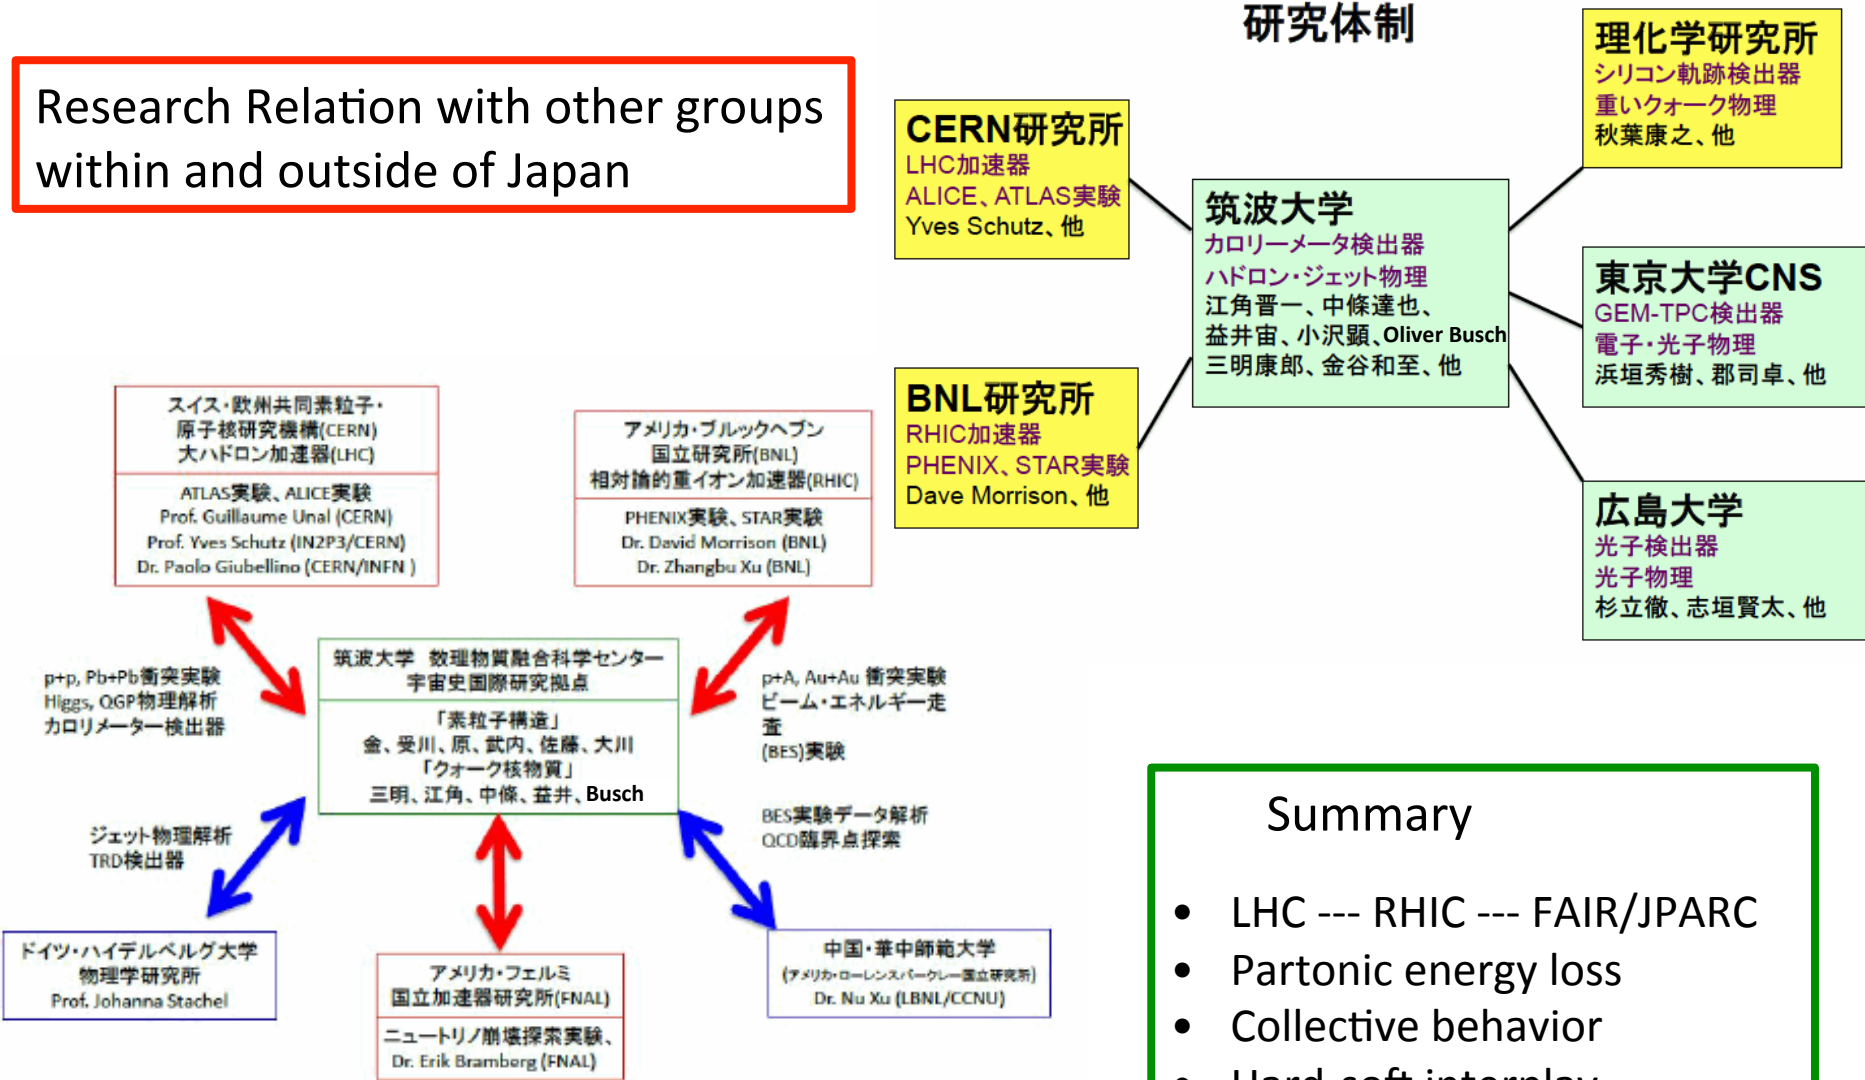 Research Relation with other groups
within and outside of Japan
研究体制
CERN研究所
LHC加速器
ALICE、ATLAS実験
Yves Schutz、他
BNL研究所
RHIC加速器
PHENIX、STAR実験
Dave Morrison、他
筑波大学
カロリーメータ検出器
ハドロン・ジェット物理
江角晋一、中條達也、
益井宙、小沢顕、Oliver Busch
三明康郎、金谷和至、他
理化学研究所
シリコン軌跡検出器
重いクォーク物理
秋葉康之、他
東京大学CNS
GEM-TPC検出器
電子・光子物理
浜垣秀樹、郡司卓、他
広島大学
光子検出器
光子物理
杉立徹、志垣賢太、他
スイス・欧州共同素粒子・
原子核研究機構(CERN)
大ハドロン加速器(LHC)
ATLAS実験、ALICE実験
Prof. Guillaume Unal (CERN)
Prof. Yves Schutz (IN2P3/CERN)
Dr. Paolo Giubellino (CERN/INFN )
アメリカ・ブルックヘブン
国立研究所(BNL)
相対論的重イオン加速器(RHIC)
PHENIX実験、STAR実験
Dr. David Morrison (BNL)
Dr. Zhangbu Xu (BNL)
p+p, Pb+Pb衝突実験
Higgs, QGP物理解析
カロリメーター検出器
筑波大学 数理物質融合科学センター
宇宙史国際研究拠点
「素粒子構造」
金、受川、原、武内、佐藤、大川
「クォーク核物質」
三明、江角、中條、益井、Busch
p+A, Au+Au 衝突実験
ビーム・エネルギー走
査
(BES)実験
ジェット物理解析
TRD検出器
BES実験データ解析
QCD臨界点探索
ドイツ・ハイデルベルグ大学
物理学研究所
Prof. Johanna Stachel
アメリカ・フェルミ
国立加速器研究所(FNAL)
ニュートリノ崩壊探索実験、
Dr. Erik Bramberg (FNAL)
中国・華中師範大学
(アメリカ・ローレンスバークレー国立研究所)
Dr. Nu Xu (LBNL/CCNU)
Summary
• LHC --- RHIC --- FAIR/JPARC
• Partonic energy loss
• Collective behavior
• Hard-soft interplay